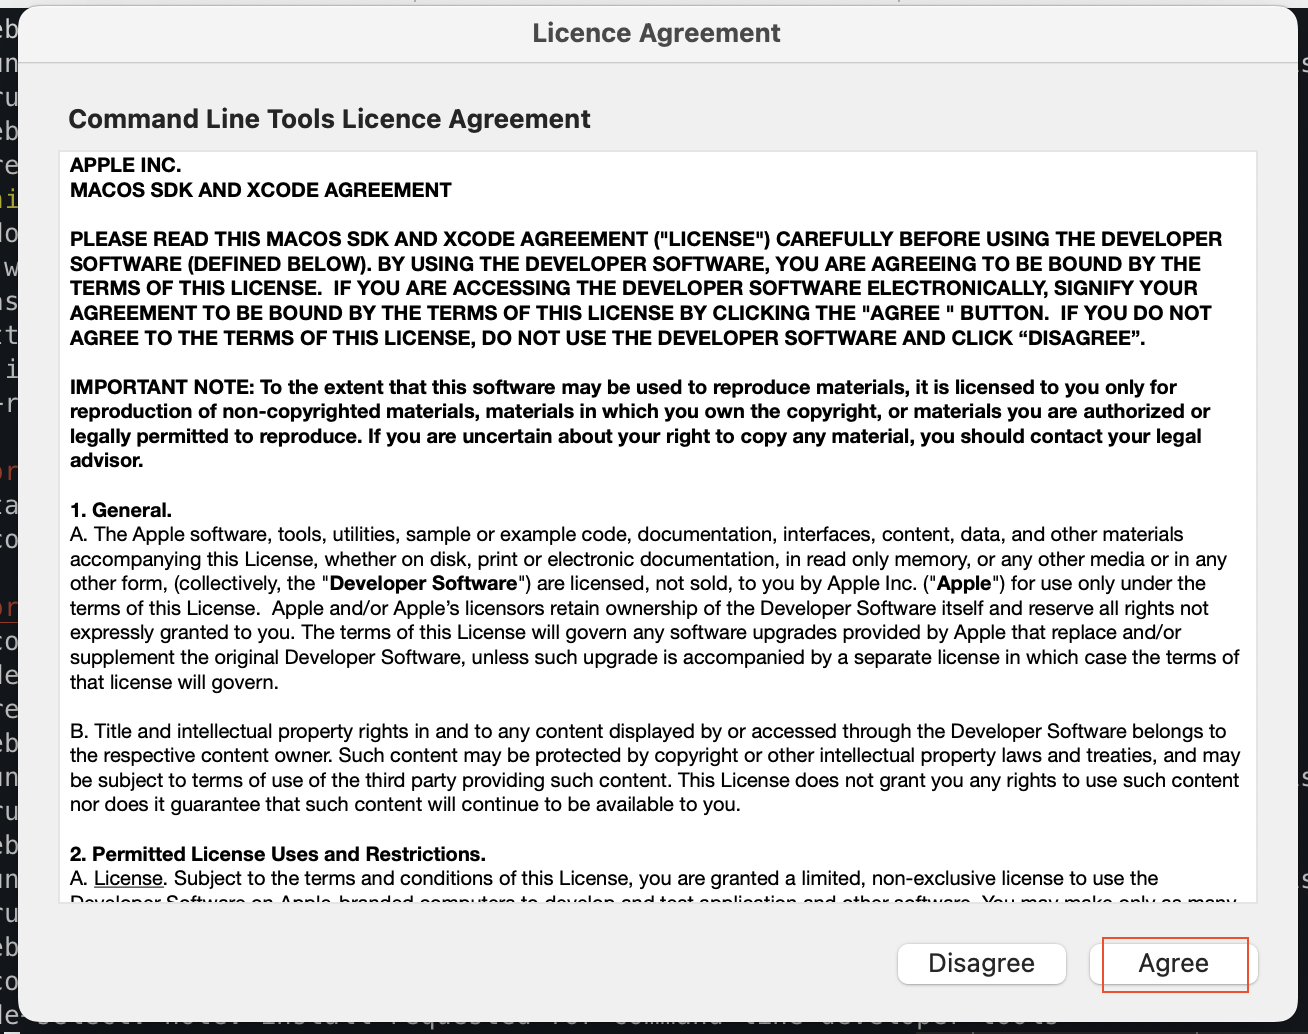 Licence Agreement
Command Line Tools Licence Agreement
APPLE INC.
MACOS SDK AND XCODE AGREEMENT
PLEASE READ THIS MACOS SDK AND XCODE AGREEMENT ("LICENSE") CAREFULLY BEFORE USING THE DEVELOPER
SOFTWARE (DEFINED BELOW). BY USING THE DEVELOPER SOFTWARE, YOU ARE AGREEING TO BE BOUND BY THE
TERMS OF THIS LICENSE.  IF YOU ARE ACCESSING THE DEVELOPER SOFTWARE ELECTRONICALLY, SIGNIFY YOUR
AGREEMENT TO BE BOUND BY THE TERMS OF THIS LICENSE BY CLICKING THE "AGREE " BUTTON.  IF YOU DO NOT
AGREE TO THE TERMS OF THIS LICENSE, DO NOT USE THE DEVELOPER SOFTWARE AND CLICK “DISAGREE”.
IMPORTANT NOTE: To the extent that this software may be used to reproduce materials, it is licensed to you only for
reproduction of non-copyrighted materials, materials in which you own the copyright, or materials you are authorized or
legally permitted to reproduce. If you are uncertain about your right to copy any material, you should contact your legal
advisor.
1. General.
A. The Apple software, tools, utilities, sample or example code, documentation, interfaces, content, data, and other materials
accompanying this License, whether on disk, print or electronic documentation, in read only memory, or any other media or in any
other form, (collectively, the "Developer Software") are licensed, not sold, to you by Apple Inc. ("Apple") for use only under the
terms of this License.  Apple and/or Apple’s licensors retain ownership of the Developer Software itself and reserve all rights not
expressly granted to you. The terms of this License will govern any software upgrades provided by Apple that replace and/or
supplement the original Developer Software, unless such upgrade is accompanied by a separate license in which case the terms of
that license will govern.
B. Title and intellectual property rights in and to any content displayed by or accessed through the Developer Software belongs to
the respective content owner. Such content may be protected by copyright or other intellectual property laws and treaties, and may
be subject to terms of use of the third party providing such content. This License does not grant you any rights to use such content
nor does it guarantee that such content will continue to be available to you.
2. Permitted License Uses and Restrictions.
A. License. Subject to the terms and conditions of this License, you are granted a limited, non-exclusive license to use the
Developer Software on Apple-branded computers to develop and test application and other software. You may make only as many
Disagree
Agree